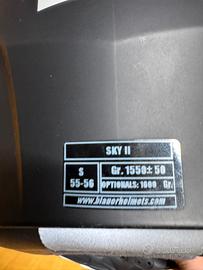 SKY II
S
55-56
Gr. 1550±50
OPTIONALS: 1600 Gr.
www.blauerhelmets.com